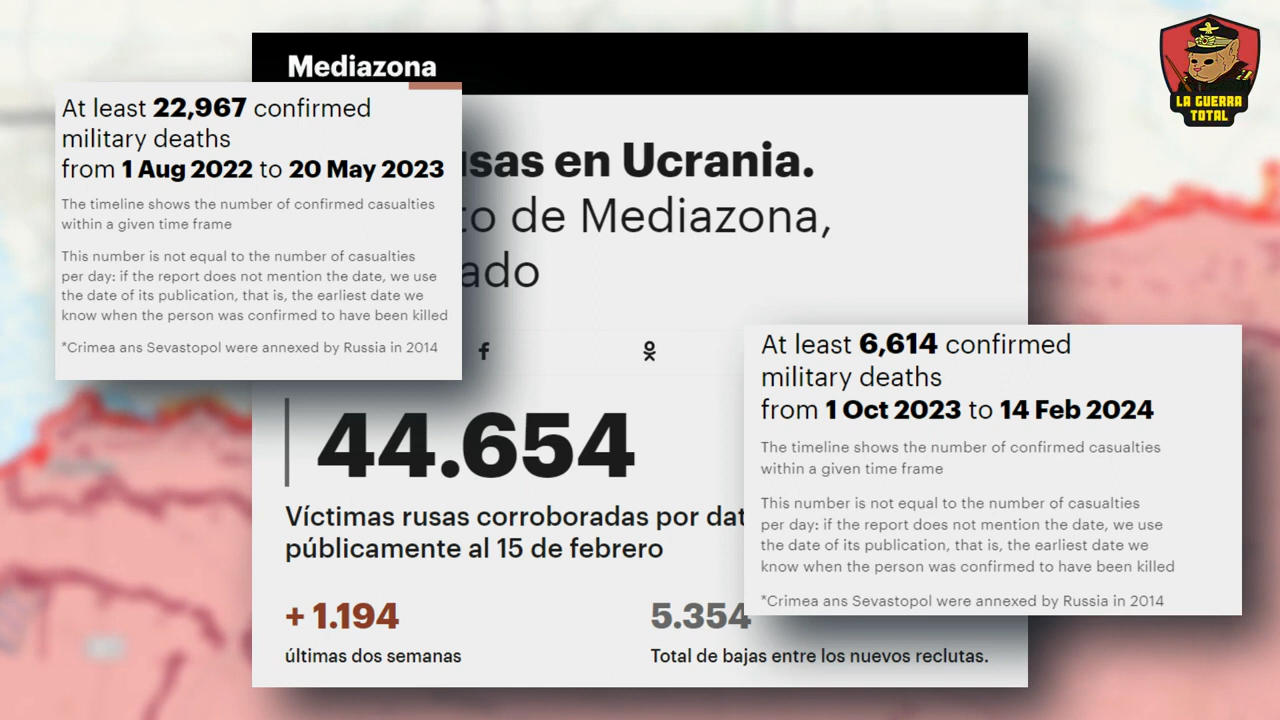 Mediazona
At least 22,967 confirmed
military deaths
from 1 Aug 2022 to 20 May 2023
The timeline shows the number of confirmed casualties
within a given time frame
This number is not equal to the number of casualties
per day: if the report does not mention the date, we use
the date of its publication, that is, the earliest date we
know when the person was confirmed to have been killed
*Crimea ans Sevastopol were annexed by Russia in 2014
en Ucrania.
de Mediazona,
At least 6,614 confirmed
military deaths
from 1 Oct 2023 to 14 Feb 2024
The timeline shows the number of confirmed casualties
within a given time frame
This number is not equal to the number of casualties
per day: if the report does not mention the date, we use
the date of its publication, that is, the earliest date we
know when the person was confirmed to have been killed
*Crimea ans Sevastopol were annexed by Russia in 2014
44.654
Víctimas rusas corroboradas por
públicamente al 15 de febrero
+ 1.194
últimas dos semanas
5.354
Total de bajas entre los nuevos reclutas.
LA GUERRA
TOTAL